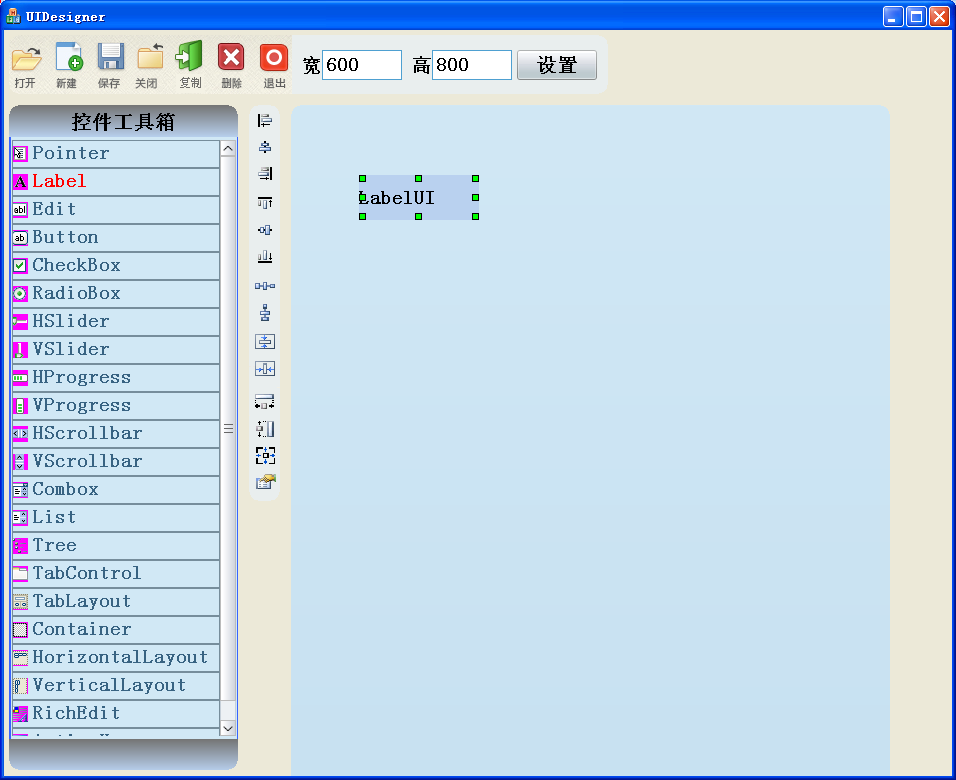 UIDesigner
打开 新建 保存 关闭 复制 删除 退出 宽 600 高 800 设置
控件工具箱
Pointer
Label
Edit
Button
CheckBox
RadioBox
HSlider
VSlider
HProgress
VProgress
HScrollbar
VScrollbar
Combox
List
Tree
TabControl
TabLayout
Container
HorizontalLayout
VerticalLayout
RichEdit
LabelUI